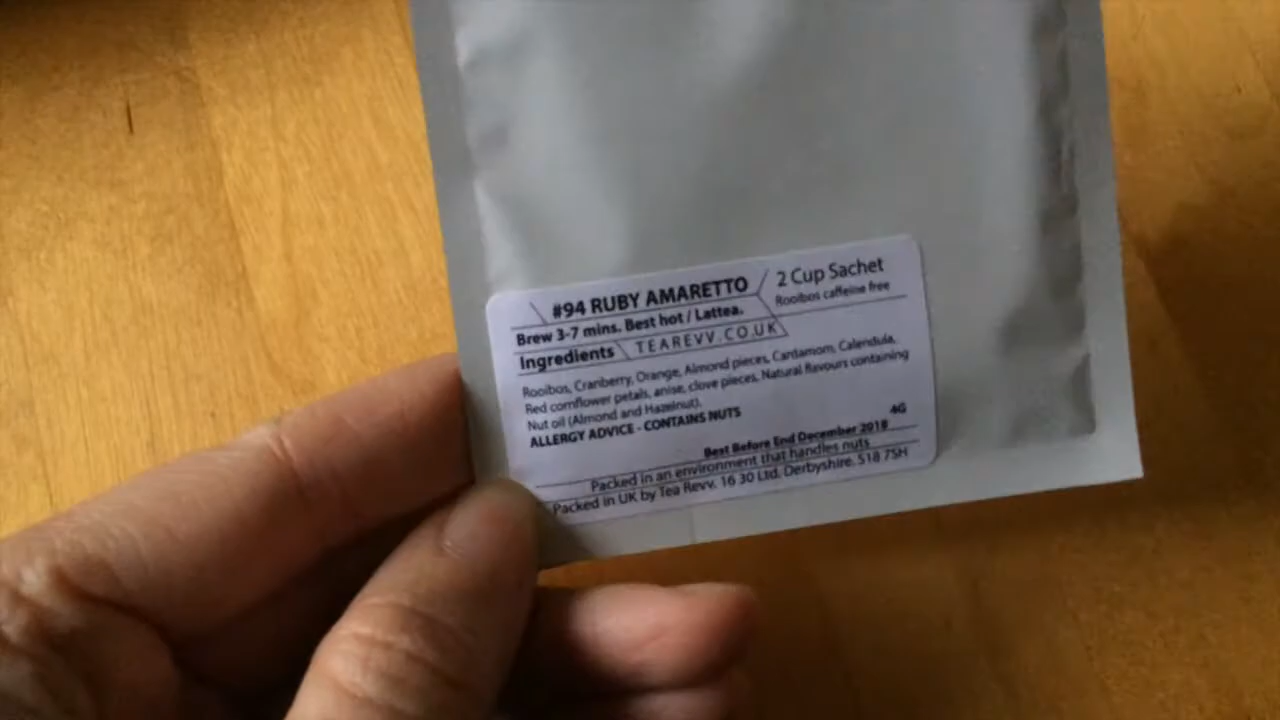 #94 RUBY AMARETTO
2 Cup Sachet
Brew 3-7 mins. Best hot / Lattea.
Rooibos caffeine free
Ingredients
TEAREVV.CO.UK
Rooibos, Cranberry, Orange, Almond pieces, Cardamom, Calendula,
Red cornflower petals, anise, clove pieces, Natural flavours containing
Nut oil (Almond and Hazelnut).
ALLERGY ADVICE - CONTAINS NUTS
4G
Best Before End December 2018
Packed in an environment that handles nuts
Packed in UK by Tea Revv. 16 30 Ltd, Derbyshire. S18 7SH